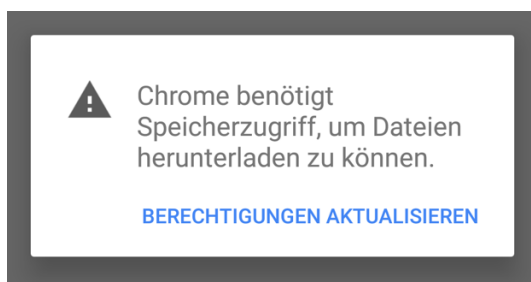 Chrome benötigt
Speicherzugriff, um Dateien
herunterladen zu können.
BERECHTIGUNGEN AKTUALISIEREN